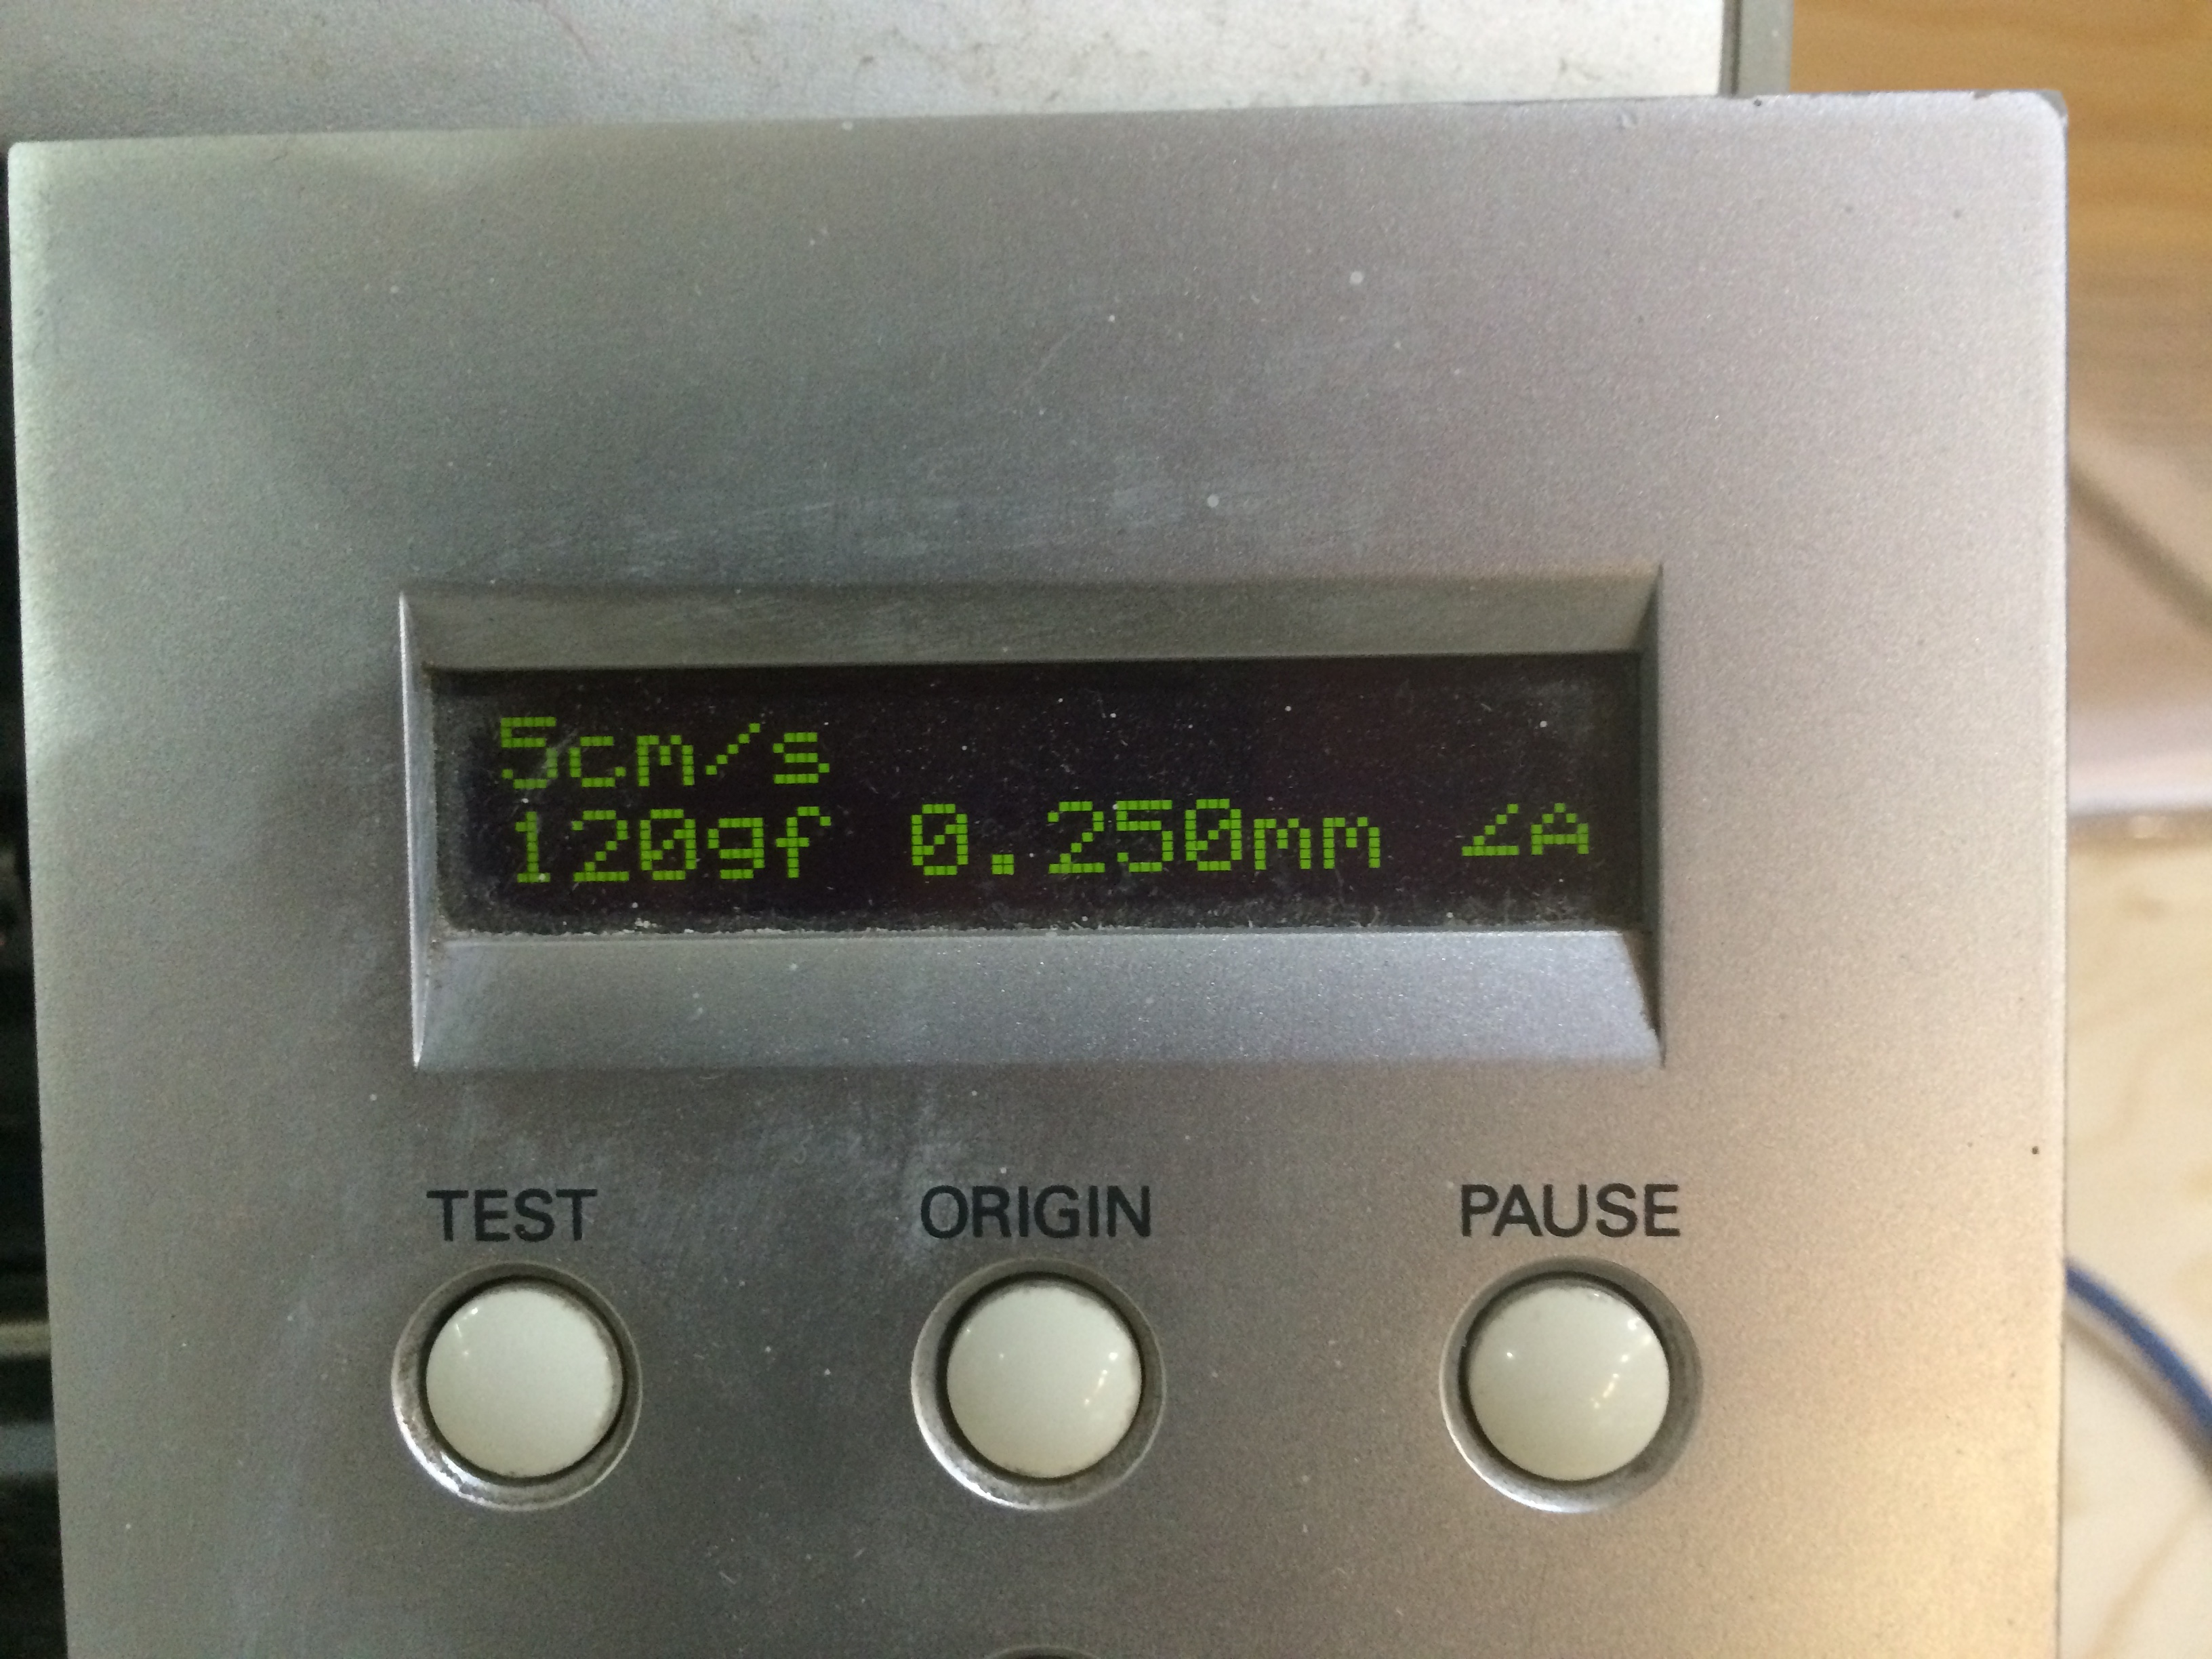 5cm/s
120gf 0.250mm ∠A
TEST ORIGIN PAUSE